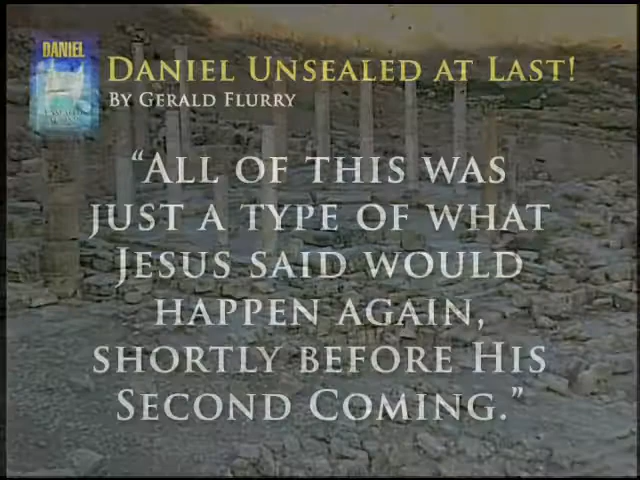 DANIEL
DANIEL UNSEALED AT LAST!
BY GERALD FLURRY
“ALL OF THIS WAS
JUST A TYPE OF WHAT
JESUS SAID WOULD
HAPPEN AGAIN,
SHORTLY BEFORE HIS
SECOND COMING.”